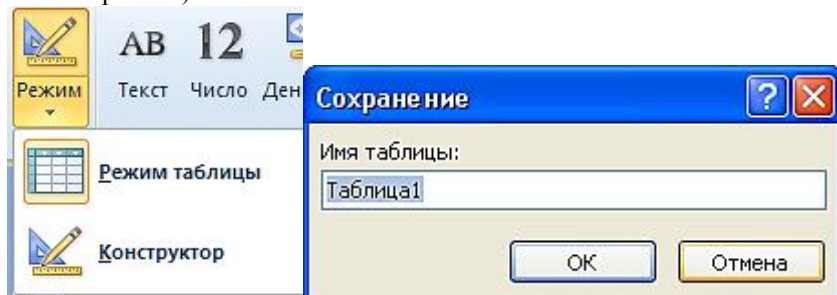 AB 12
Режим Текст Число Ден
Режим таблицы
Конструктор
Сохранение
Имя таблицы:
Таблица1
ОК Отмена